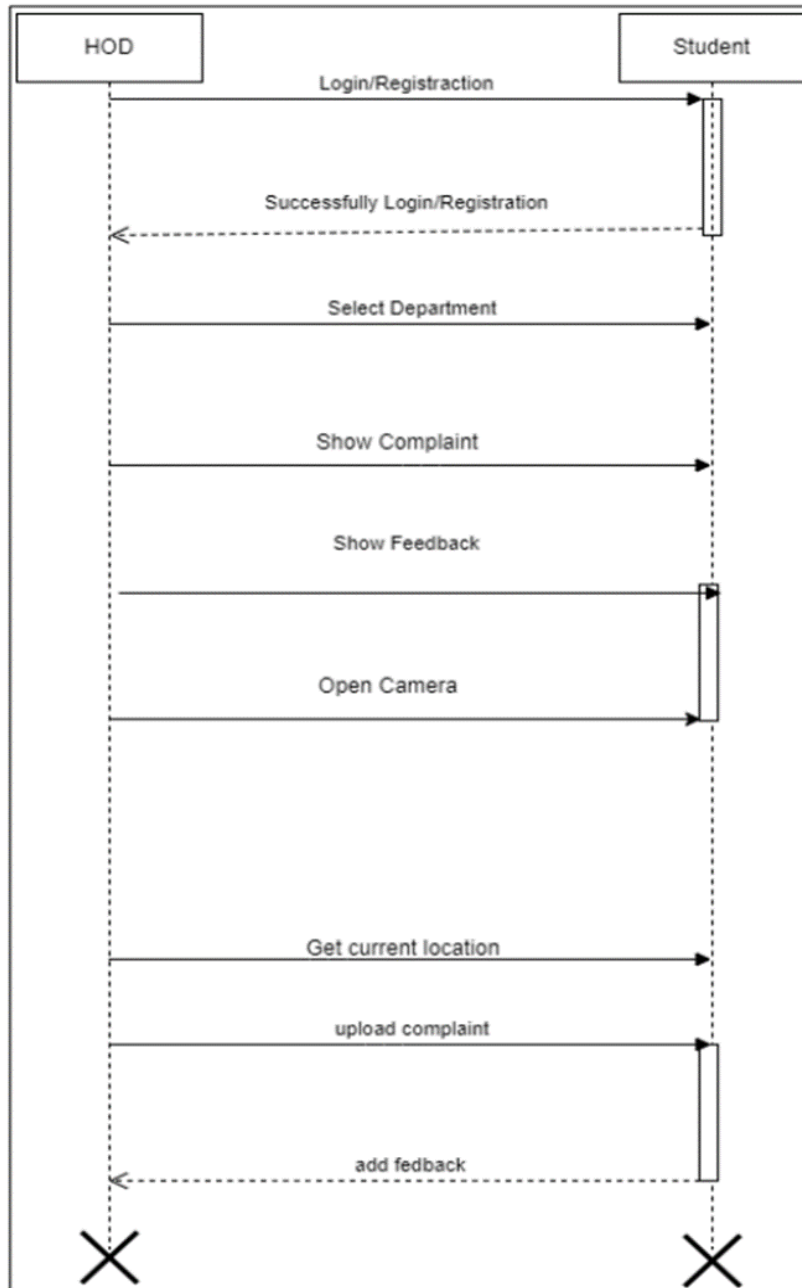 HOD
Student
Login/Registraction
Successfully Login/Registration
Select Department
Show Complaint
Show Feedback
Open Camera
Get current location
upload complaint
add fedback